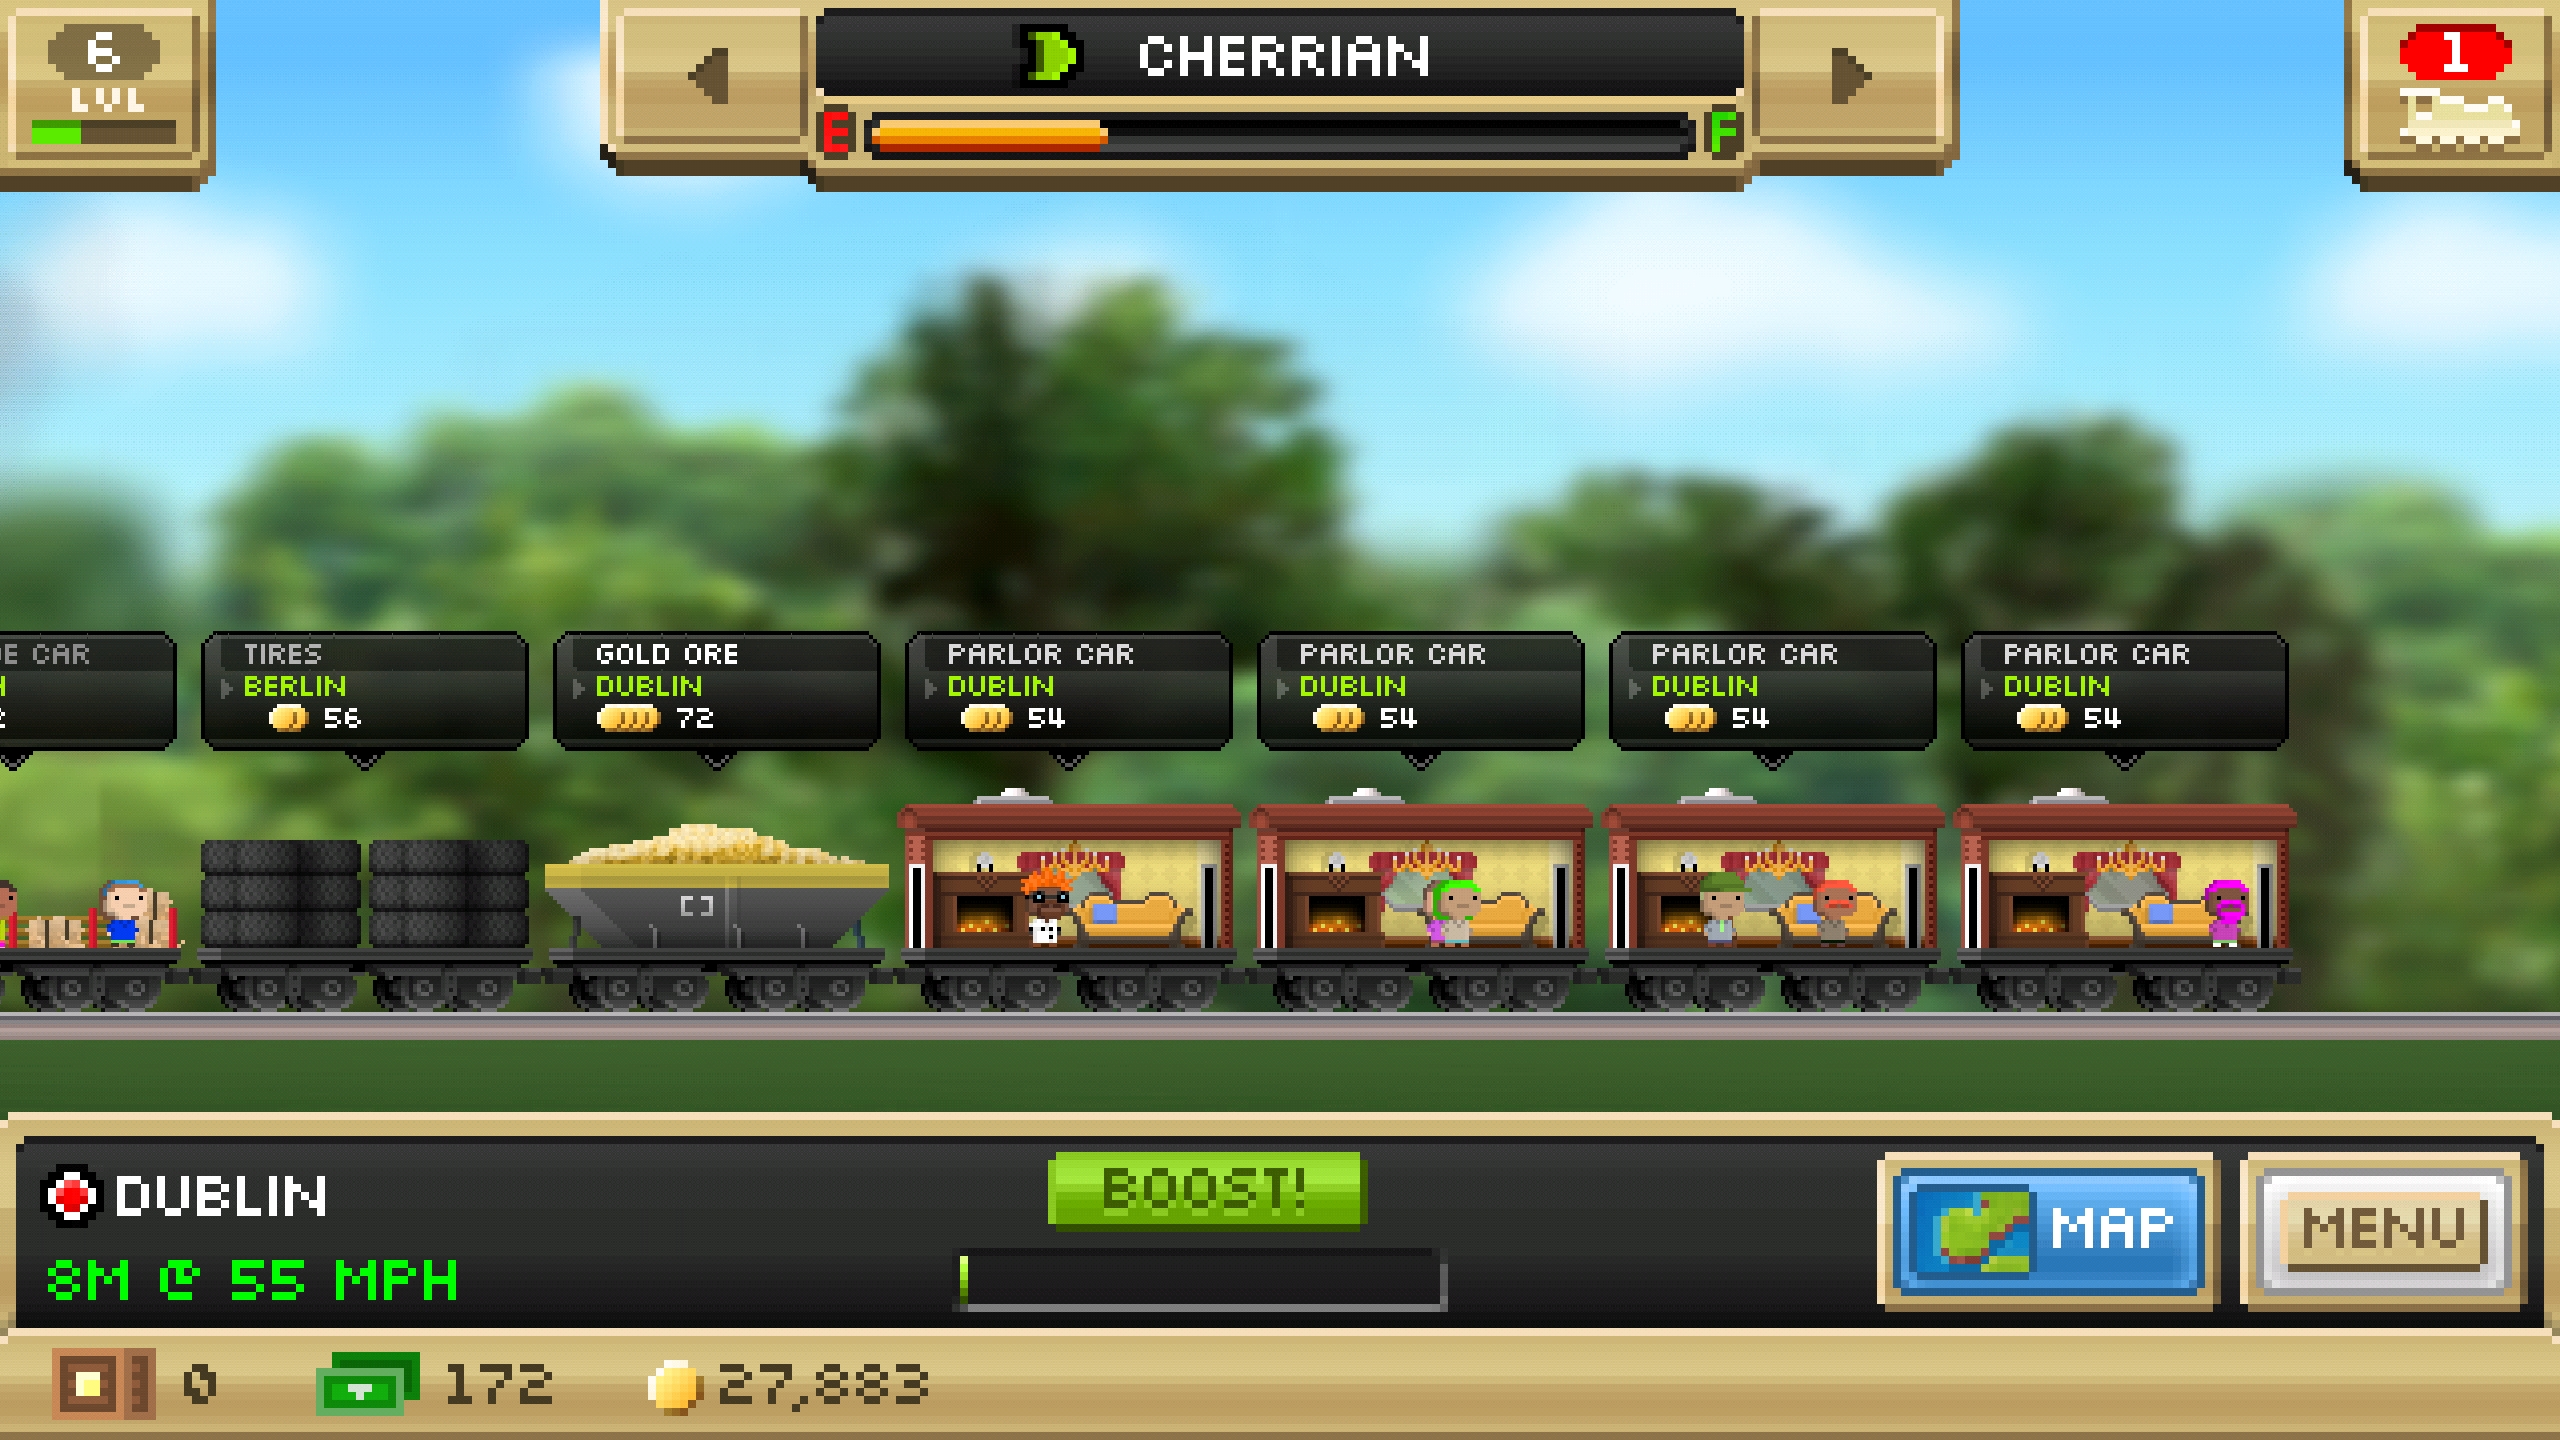 6
LVL
CHERRIAN
E
F
1
E CAR
TIRES
BERLIN
56
GOLD ORE
DUBLIN
72
PARLOR CAR
DUBLIN
54
PARLOR CAR
DUBLIN
54
PARLOR CAR
DUBLIN
54
PARLOR CAR
DUBLIN
54
DUBLIN
BOOST!
MAP
MENU
8M @ 55 MPH
0
172
27,883